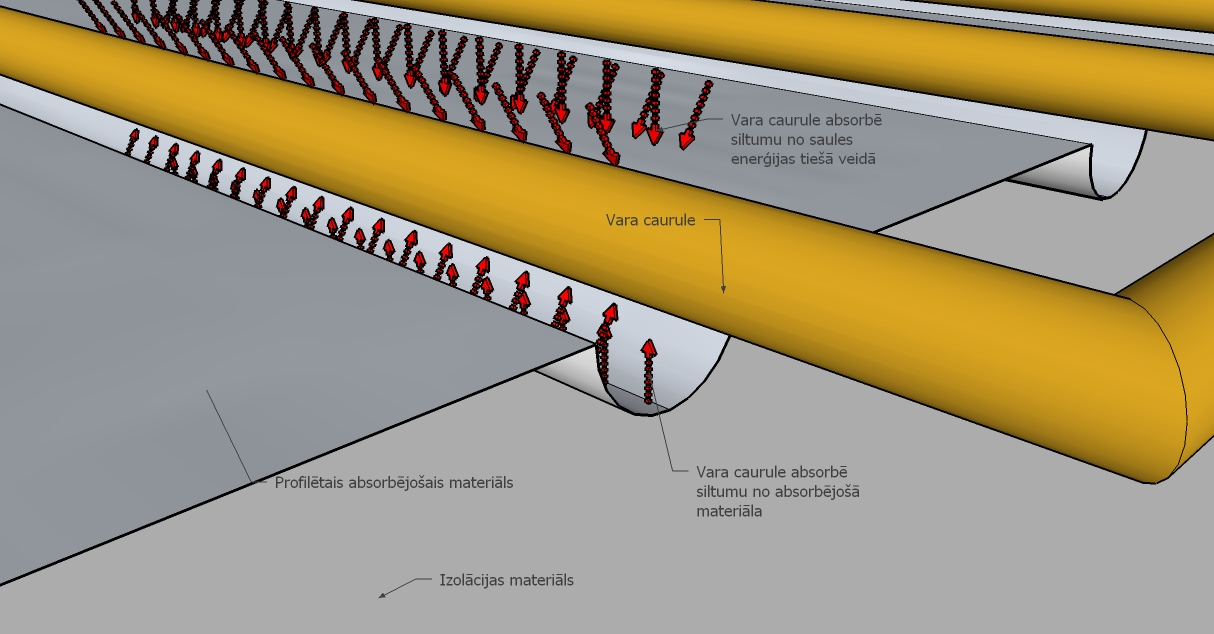 Vara caurule absorbē
siltumu no saules
enerģijas tiešā veidā
Vara caurule
Vara caurule absorbē
siltumu no absorbējošā
materiāla
Profilētais absorbējošais materiāls
Izolācijas materiāls